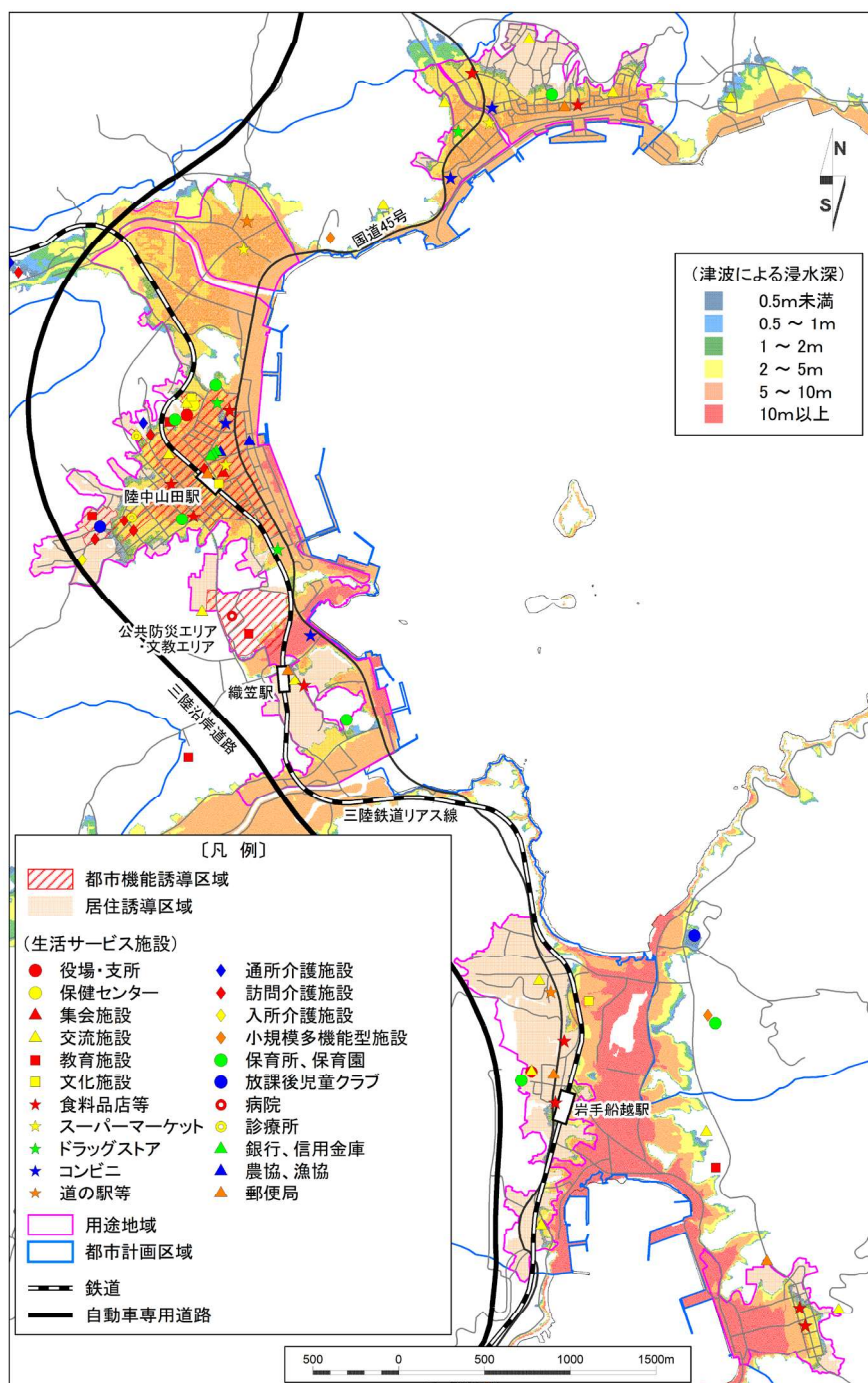 国道45号
N
S
(津波による浸水深)
0.5m未満
0.5 ～ 1m
1 ～ 2m
2 ～ 5m
5 ～ 10m
10m以上
陸中山田駅
公共防災エリア
・文教エリア
織笠駅
三陸沿岸道路
三陸鉄道リアス線
岩手船越駅
〔凡 例〕
都市機能誘導区域
居住誘導区域
(生活サービス施設)
役場・支所
保健センター
集会施設
交流施設
教育施設
文化施設
食料品店等
スーパーマーケット
ドラッグストア
コンビニ
道の駅等
通所介護施設
訪問介護施設
入所介護施設
小規模多機能型施設
保育所、保育園
放課後児童クラブ
病院
診療所
銀行、信用金庫
農協、漁協
郵便局
用途地域
都市計画区域
鉄道
自動車専用道路
500 0 500 1000 1500m